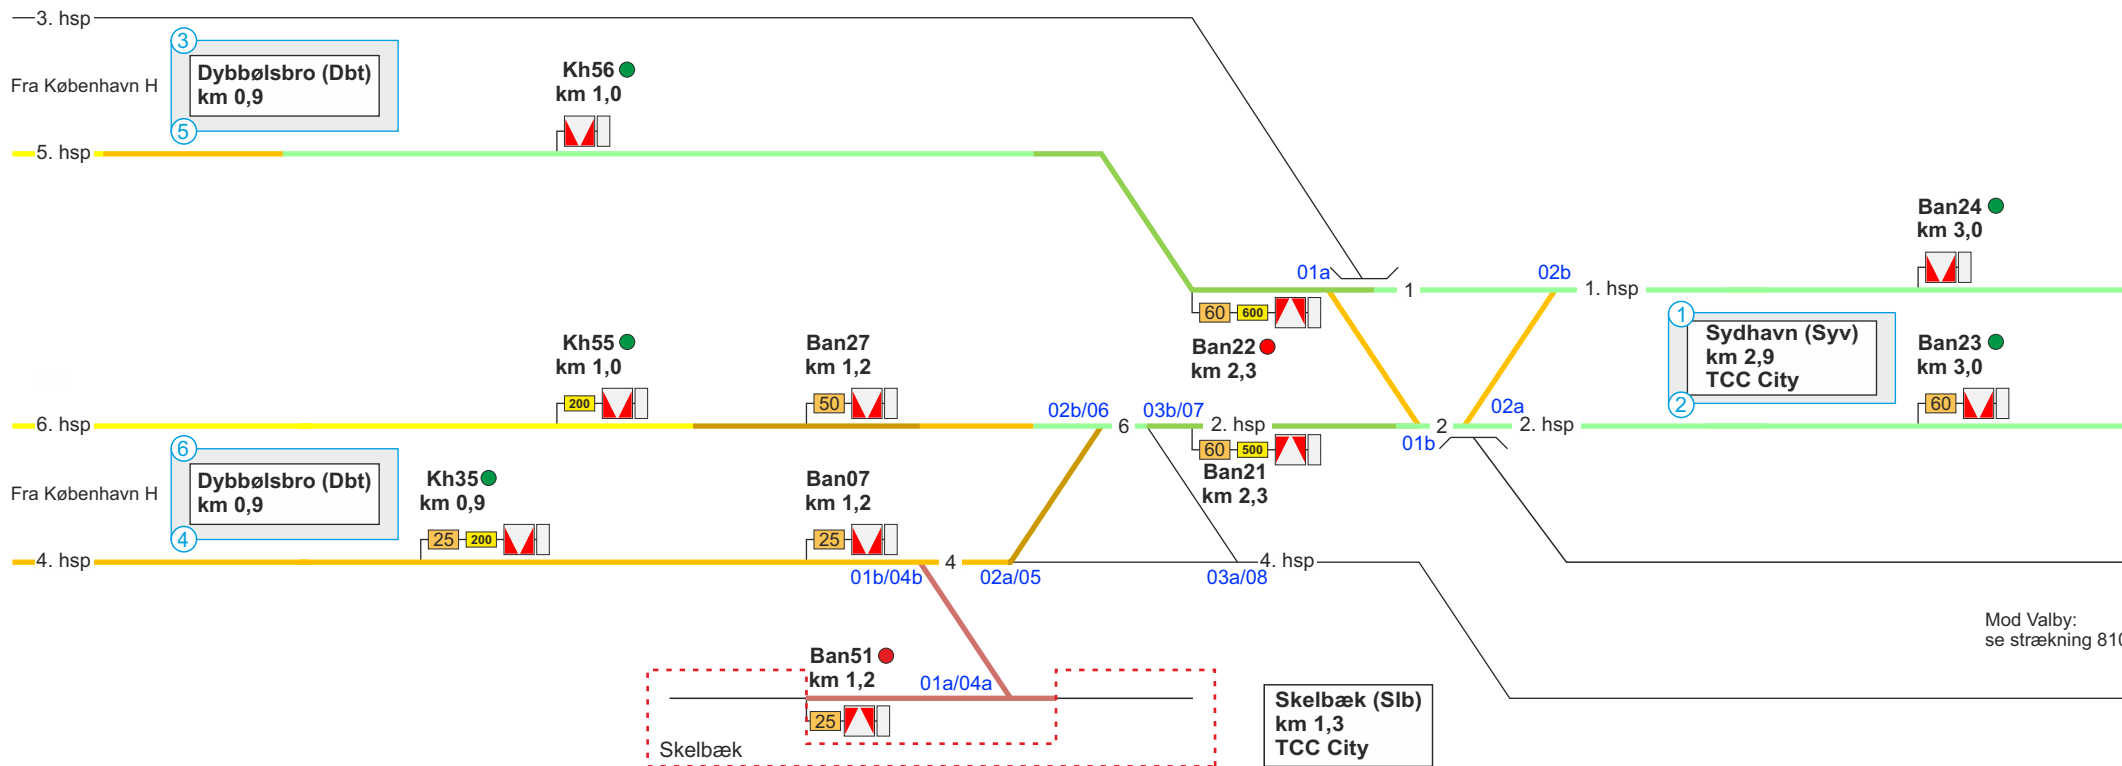 3. hsp
3
Dybbølsbro (Dbt)
km 0,9
Fra København H
5
Kh56
km 1,0
5. hsp
Ban24
km 3,0
01a
02b
1
1. hsp
60
600
Ban22
km 2,3
1
Sydhavn (Syv)
km 2,9
TCC City
2
Kh55
km 1,0
200
Ban27
km 1,2
50
Ban23
km 3,0
60
02b/06
03b/07
02a
6. hsp
6
2. hsp
2
2. hsp
01b
60
500
Ban21
km 2,3
6
Dybbølsbro (Dbt)
km 0,9
Fra København H
4
Kh35
km 0,9
25
200
Ban07
km 1,2
25
4. hsp
4
4. hsp
01b/04b
02a/05
03a/08
Mod Valby:
se strækning 810
Ban51
km 1,2
01a/04a
25
Skelbæk
Skelbæk (Slb)
km 1,3
TCC City